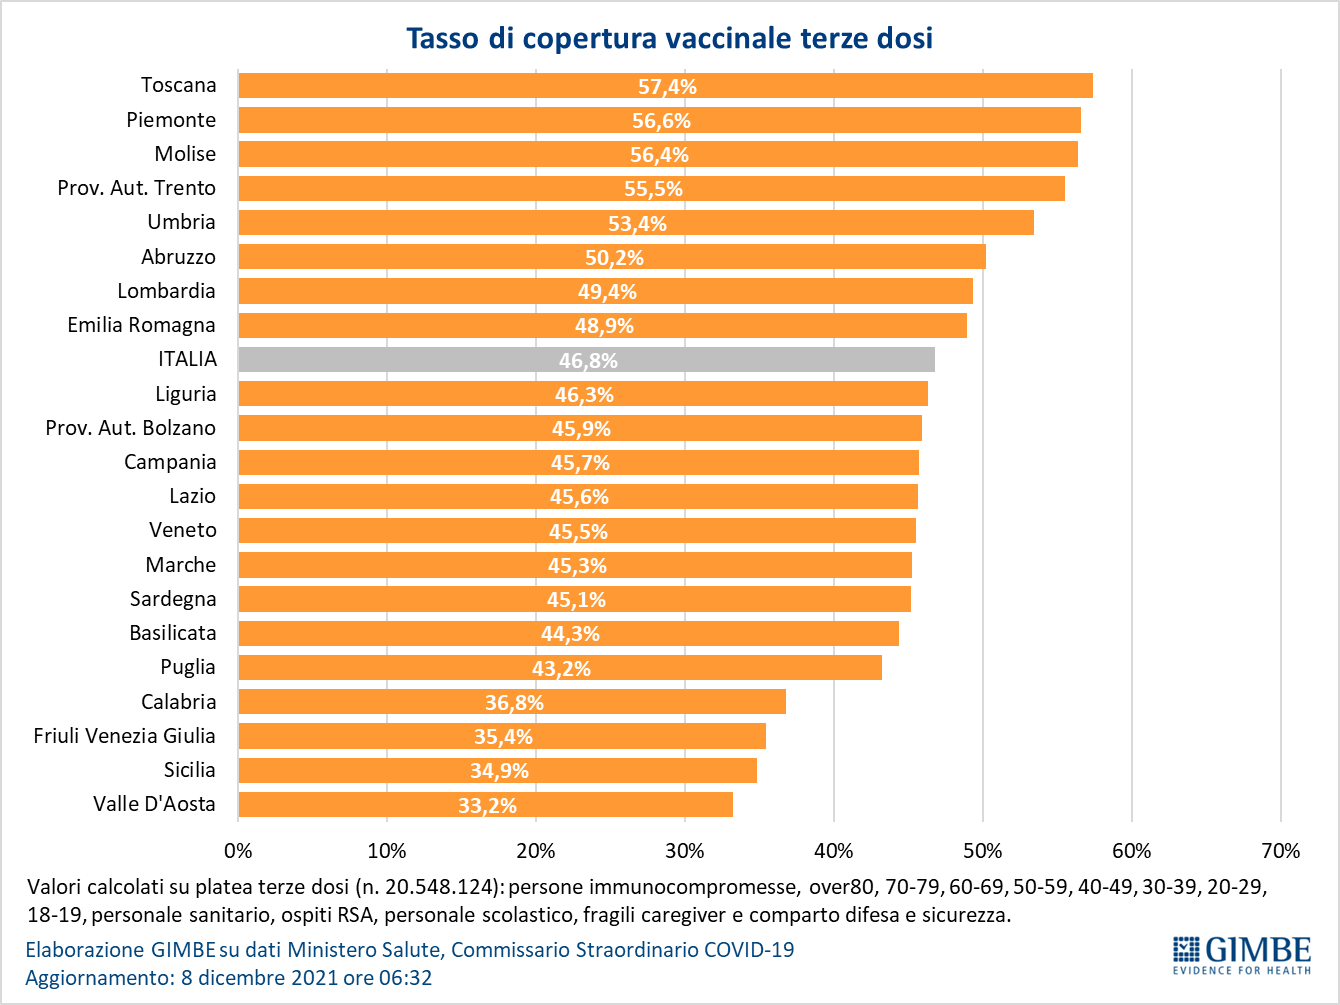 Tasso di copertura vaccinale terze dosi
Toscana 57,4%
Piemonte 56,6%
Molise 56,4%
Prov. Aut. Trento 55,5%
Umbria 53,4%
Abruzzo 50,2%
Lombardia 49,4%
Emilia Romagna 48,9%
ITALIA 46,8%
Liguria 46,3%
Prov. Aut. Bolzano 45,9%
Campania 45,7%
Lazio 45,6%
Veneto 45,5%
Marche 45,3%
Sardegna 45,1%
Basilicata 44,3%
Puglia 43,2%
Calabria 36,8%
Friuli Venezia Giulia 35,4%
Sicilia 34,9%
Valle D'Aosta 33,2%
0% 10% 20% 30% 40% 50% 60% 70%
Valori calcolati su platea terze dosi (n. 20.548.124): persone immunocompromesse, over80, 70-79, 60-69, 50-59, 40-49, 30-39, 20-29,
18-19, personale sanitario, ospiti RSA, personale scolastico, fragili caregiver e comparto difesa e sicurezza.
Elaborazione GIMBE su dati Ministero Salute, Commissario Straordinario COVID-19
Aggiornamento: 8 dicembre 2021 ore 06:32
GIMBE
EVIDENCE FOR HEALTH